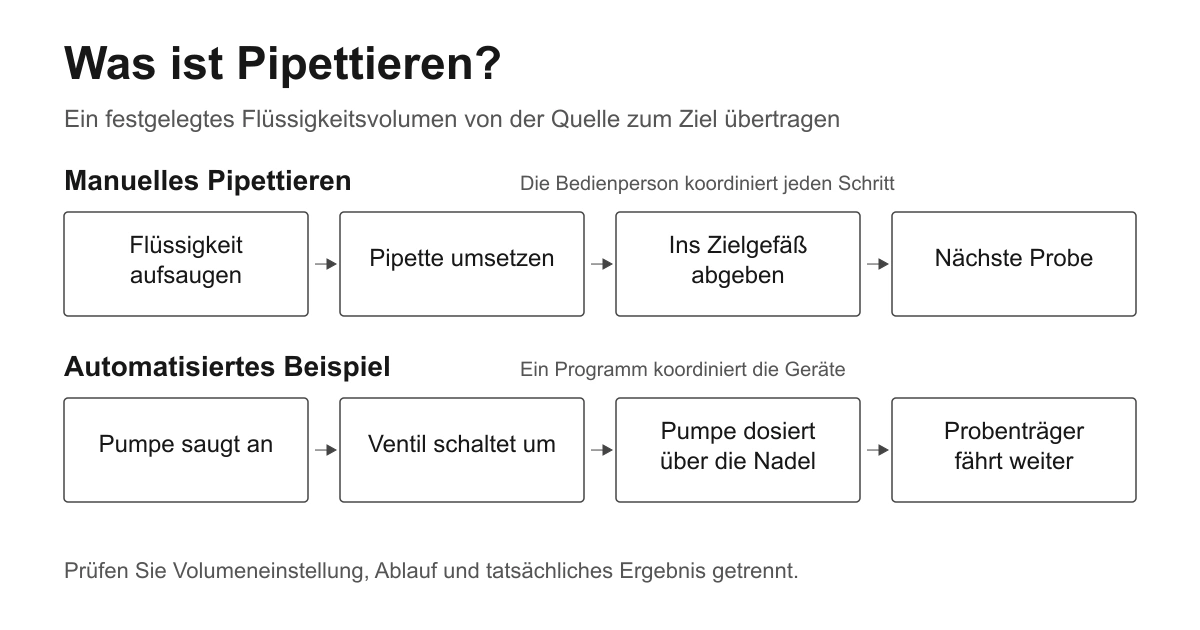 Was ist Pipettieren?
Ein festgelegtes Flüssigkeitsvolumen von der Quelle zum Ziel übertragen
Manuelles Pipettieren
Die Bedienperson koordiniert jeden Schritt
Flüssigkeit
aufsaugen
Pipette umsetzen
Ins Zielgefäß
abgeben
Nächste Probe
Automatisiertes Beispiel
Ein Programm koordiniert die Geräte
Pumpe saugt an
Ventil schaltet um
Pumpe dosiert
über die Nadel
Probenträger
fährt weiter
Prüfen Sie Volumeneinstellung, Ablauf und tatsächliches Ergebnis getrennt.